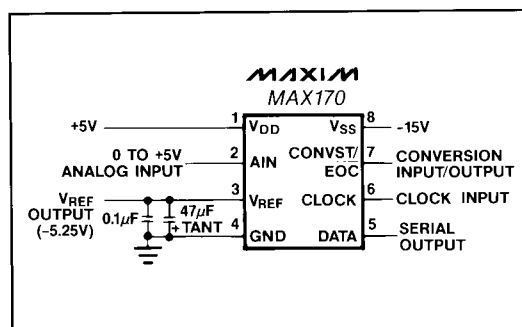 MAXIM
MAX170
+5V 1 VDD VSS 8 -15V
0 TO +5V
ANALOG INPUT 2 AIN CONVST/EOC 7 CONVERSION
INPUT/OUTPUT
VREF
OUTPUT
(-5.25V)
0.1µF
47µF
+TANT
3 VREF CLOCK 6 CLOCK INPUT
4 GND DATA 5 SERIAL
OUTPUT